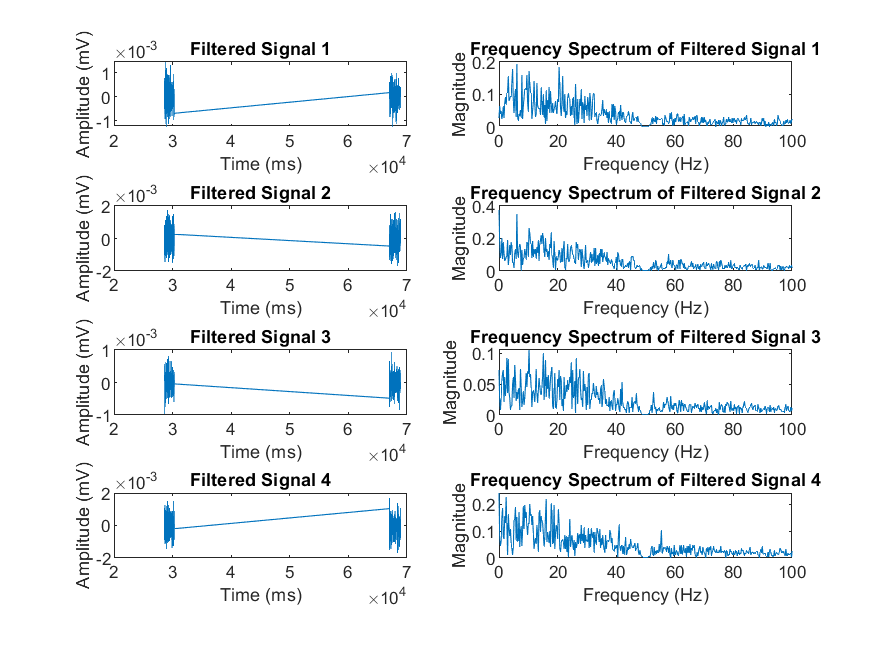 Filtered Signal 1
×10-3
Amplitude (mV)
1
0
-1
2 3 4 5 6 7
Time (ms)
×104
Frequency Spectrum of Filtered Signal 1
Magnitude
0.2
0.1
0
0 20 40 60 80 100
Frequency (Hz)
Filtered Signal 2
×10-3
Amplitude (mV)
2
0
-2
2 3 4 5 6 7
Time (ms)
×104
Frequency Spectrum of Filtered Signal 2
Magnitude
0.4
0.2
0
0 20 40 60 80 100
Frequency (Hz)
Filtered Signal 3
×10-3
Amplitude (mV)
1
0
-1
2 3 4 5 6 7
Time (ms)
×104
Frequency Spectrum of Filtered Signal 3
Magnitude
0.1
0.05
0
0 20 40 60 80 100
Frequency (Hz)
Filtered Signal 4
×10-3
Amplitude (mV)
2
0
-2
2 3 4 5 6 7
Time (ms)
×104
Frequency Spectrum of Filtered Signal 4
Magnitude
0.2
0.1
0
0 20 40 60 80 100
Frequency (Hz)